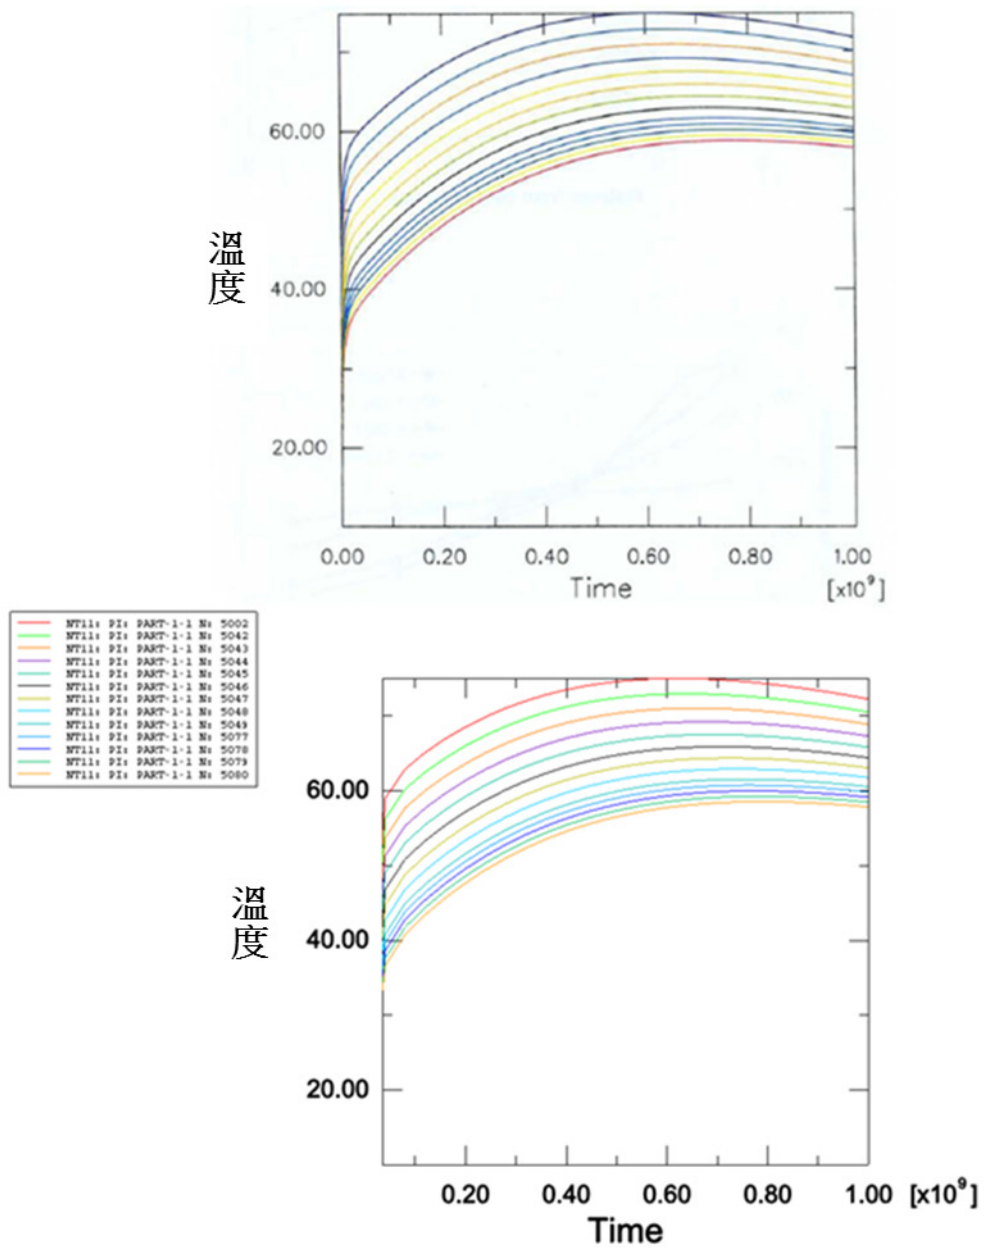 60.00
溫度
40.00
20.00
0.00 0.20 0.40 0.60 0.80 1.00
Time [x10⁹]
NT11: PI: PART-1-1 N: 5002
NT11: PI: PART-1-1 N: 5042
NT11: PI: PART-1-1 N: 5043
NT11: PI: PART-1-1 N: 5044
NT11: PI: PART-1-1 N: 5045
NT11: PI: PART-1-1 N: 5046
NT11: PI: PART-1-1 N: 5047
NT11: PI: PART-1-1 N: 5048
NT11: PI: PART-1-1 N: 5049
NT11: PI: PART-1-1 N: 5077
NT11: PI: PART-1-1 N: 5078
NT11: PI: PART-1-1 N: 5079
NT11: PI: PART-1-1 N: 5080
60.00
溫度
40.00
20.00
0.20 0.40 0.60 0.80 1.00 [x10⁹]
Time